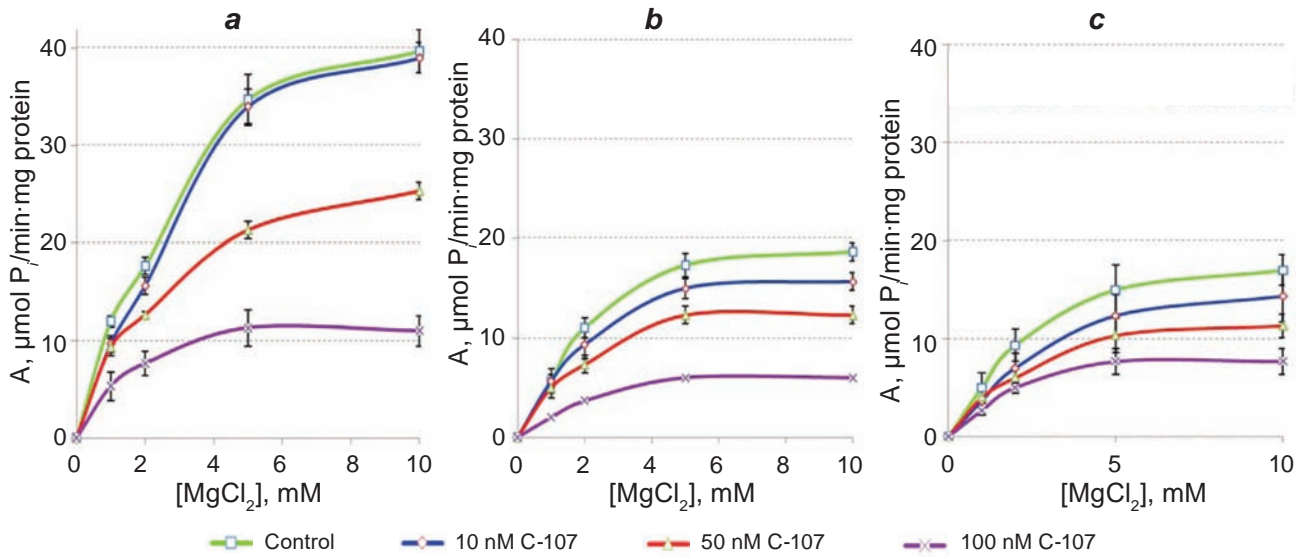 a
b
c
A, µmol Pi/min·mg protein
40
30
20
10
0
0 2 4 6 8 10
[MgCl2], mM
A, µmol Pi/min·mg protein
40
30
20
10
0
0 2 4 6 8 10
[MgCl2], mM
A, µmol Pi/min·mg protein
40
30
20
10
0
0 5 10
[MgCl2], mM
Control 10 nM C-107 50 nM C-107 100 nM C-107